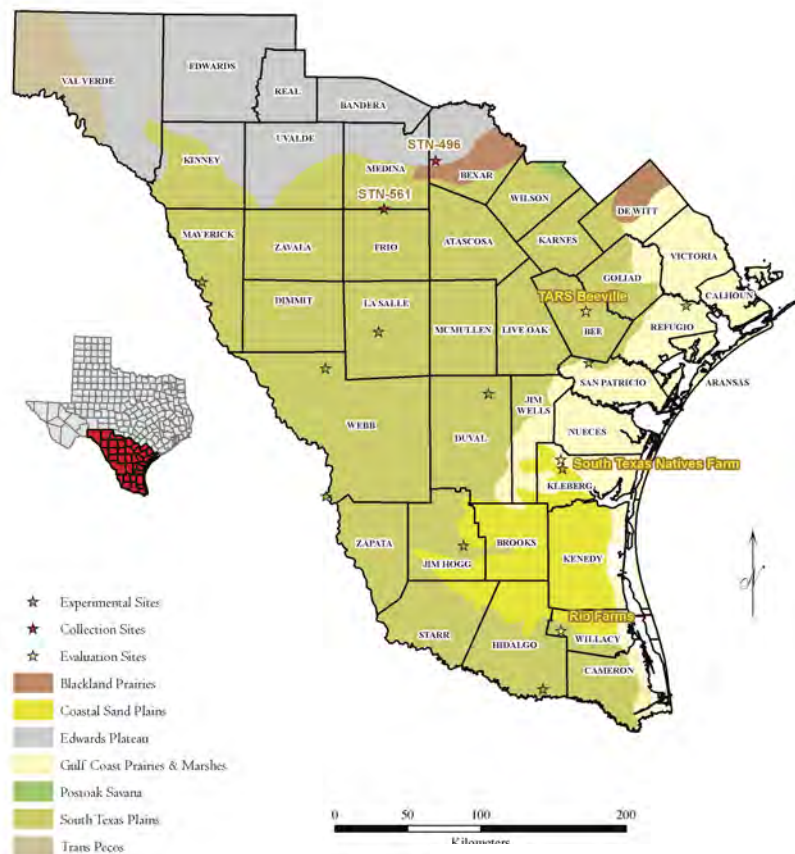 EDWARDS
VAL VERDE
REAL
BANDERA
UVALDE
STN-496
KINNEY
MEDINA
BEXAR
STN-561
WILSON
DE WITT
MAVERICK
ZAVALA
FRIO
ATASCOSA
KARNES
VICTORIA
GOLIAD
CALHOUN
DIMMIT
LA SALLE
TARS Beeville
MCMULLEN
LIVE OAK
BEE
REFUGIO
SAN PATRICIO
ARANSAS
WEBB
DUVAL
JIM
WELLS
NUECES
South Texas Natives Farm
KLEBERG
ZAPATA
JIM HOGG
BROOKS
KENEDY
N
Rio Farms
STARR
HIDALGO
WILLACY
CAMERON
Experimental Sites
Collection Sites
Evaluation Sites
Blackland Prairies
Coastal Sand Plains
Edwards Plateau
Gulf Coast Prairies & Marshes
Postoak Savana
South Texas Plains
Trans Pecos
0 50 100 200
Kilometers